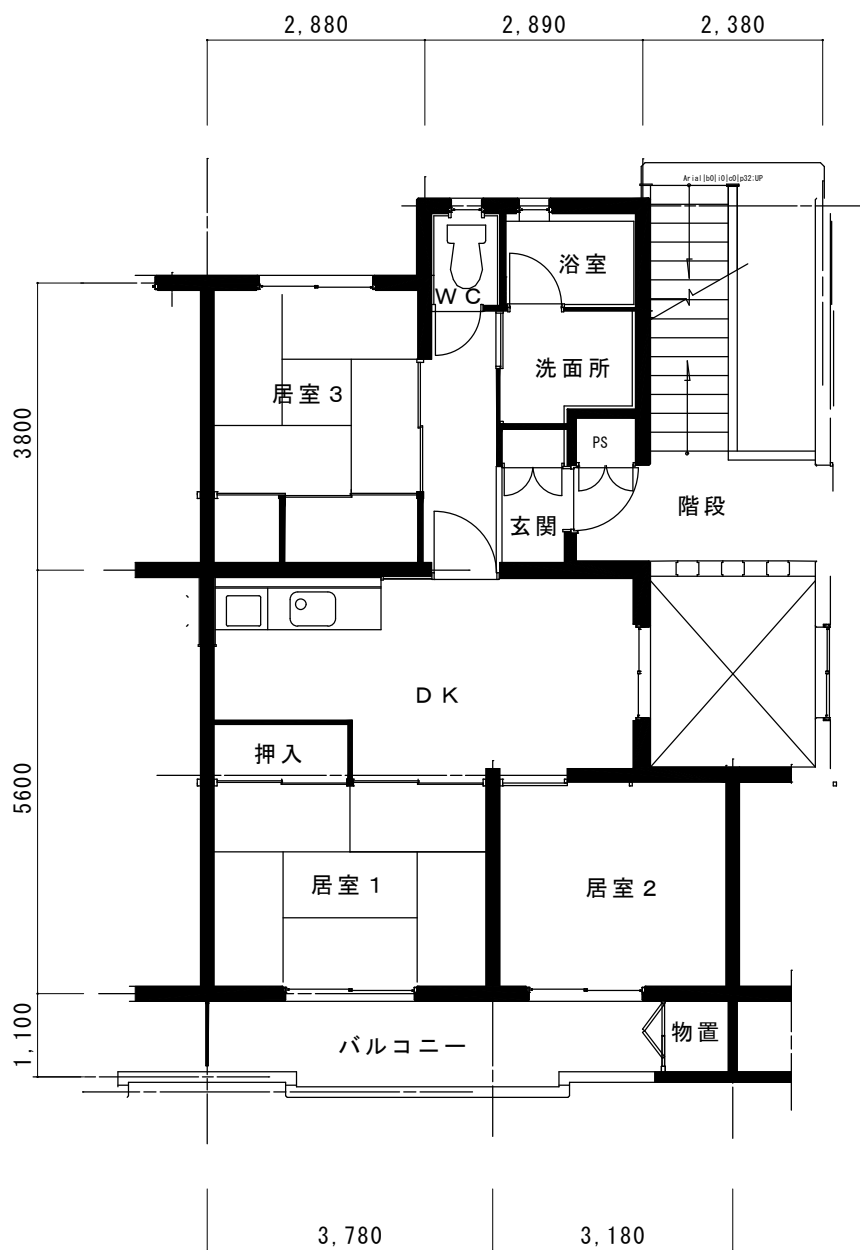 2,880
2,890
2,380
Arial|b0|i0|c0|p32:UP
浴室
WC
洗面所
居室3
3800
PS
玄関
階段
DK
押入
5600
居室1
居室2
1,100
バルコニー
物置
3,780
3,180